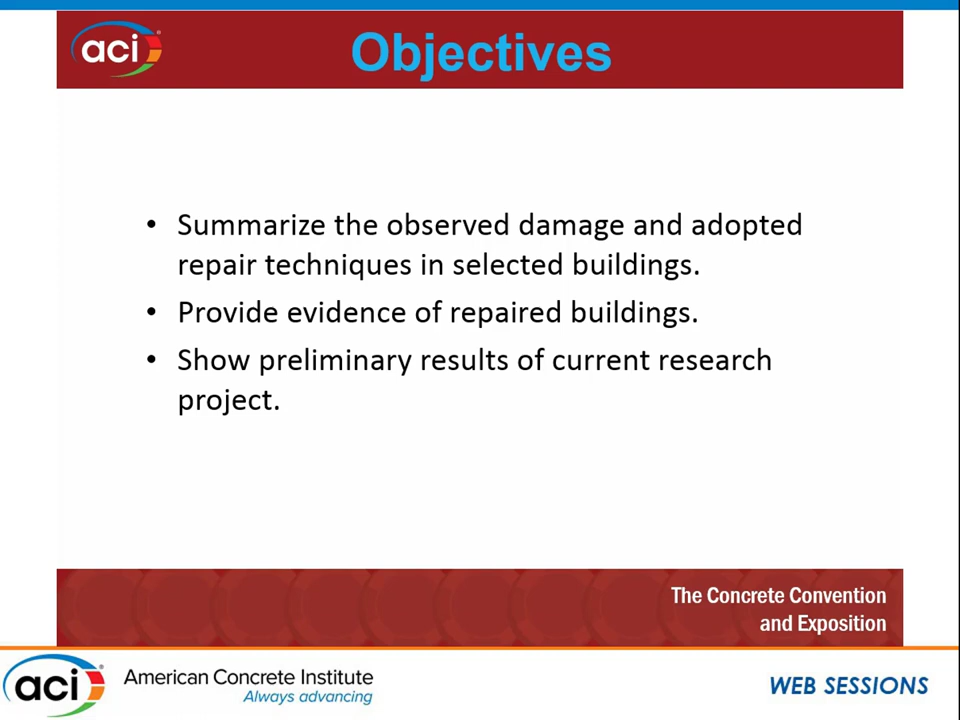 aci
Objectives
• Summarize the observed damage and adopted
repair techniques in selected buildings.
• Provide evidence of repaired buildings.
• Show preliminary results of current research
project.
The Concrete Convention
and Exposition
aci
American Concrete Institute
Always advancing
WEB SESSIONS